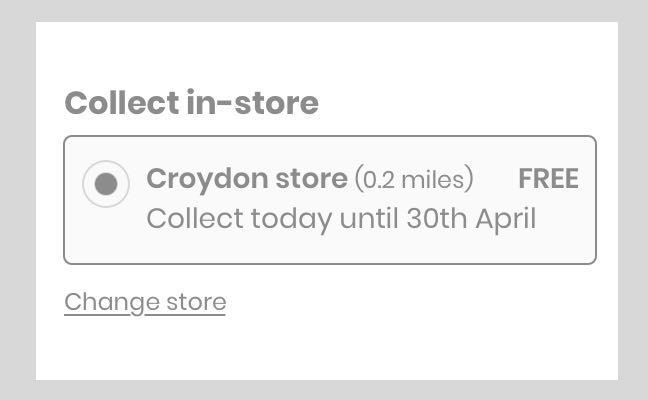 Collect in-store
Croydon store (0.2 miles) FREE
Collect today until 30th April
Change store